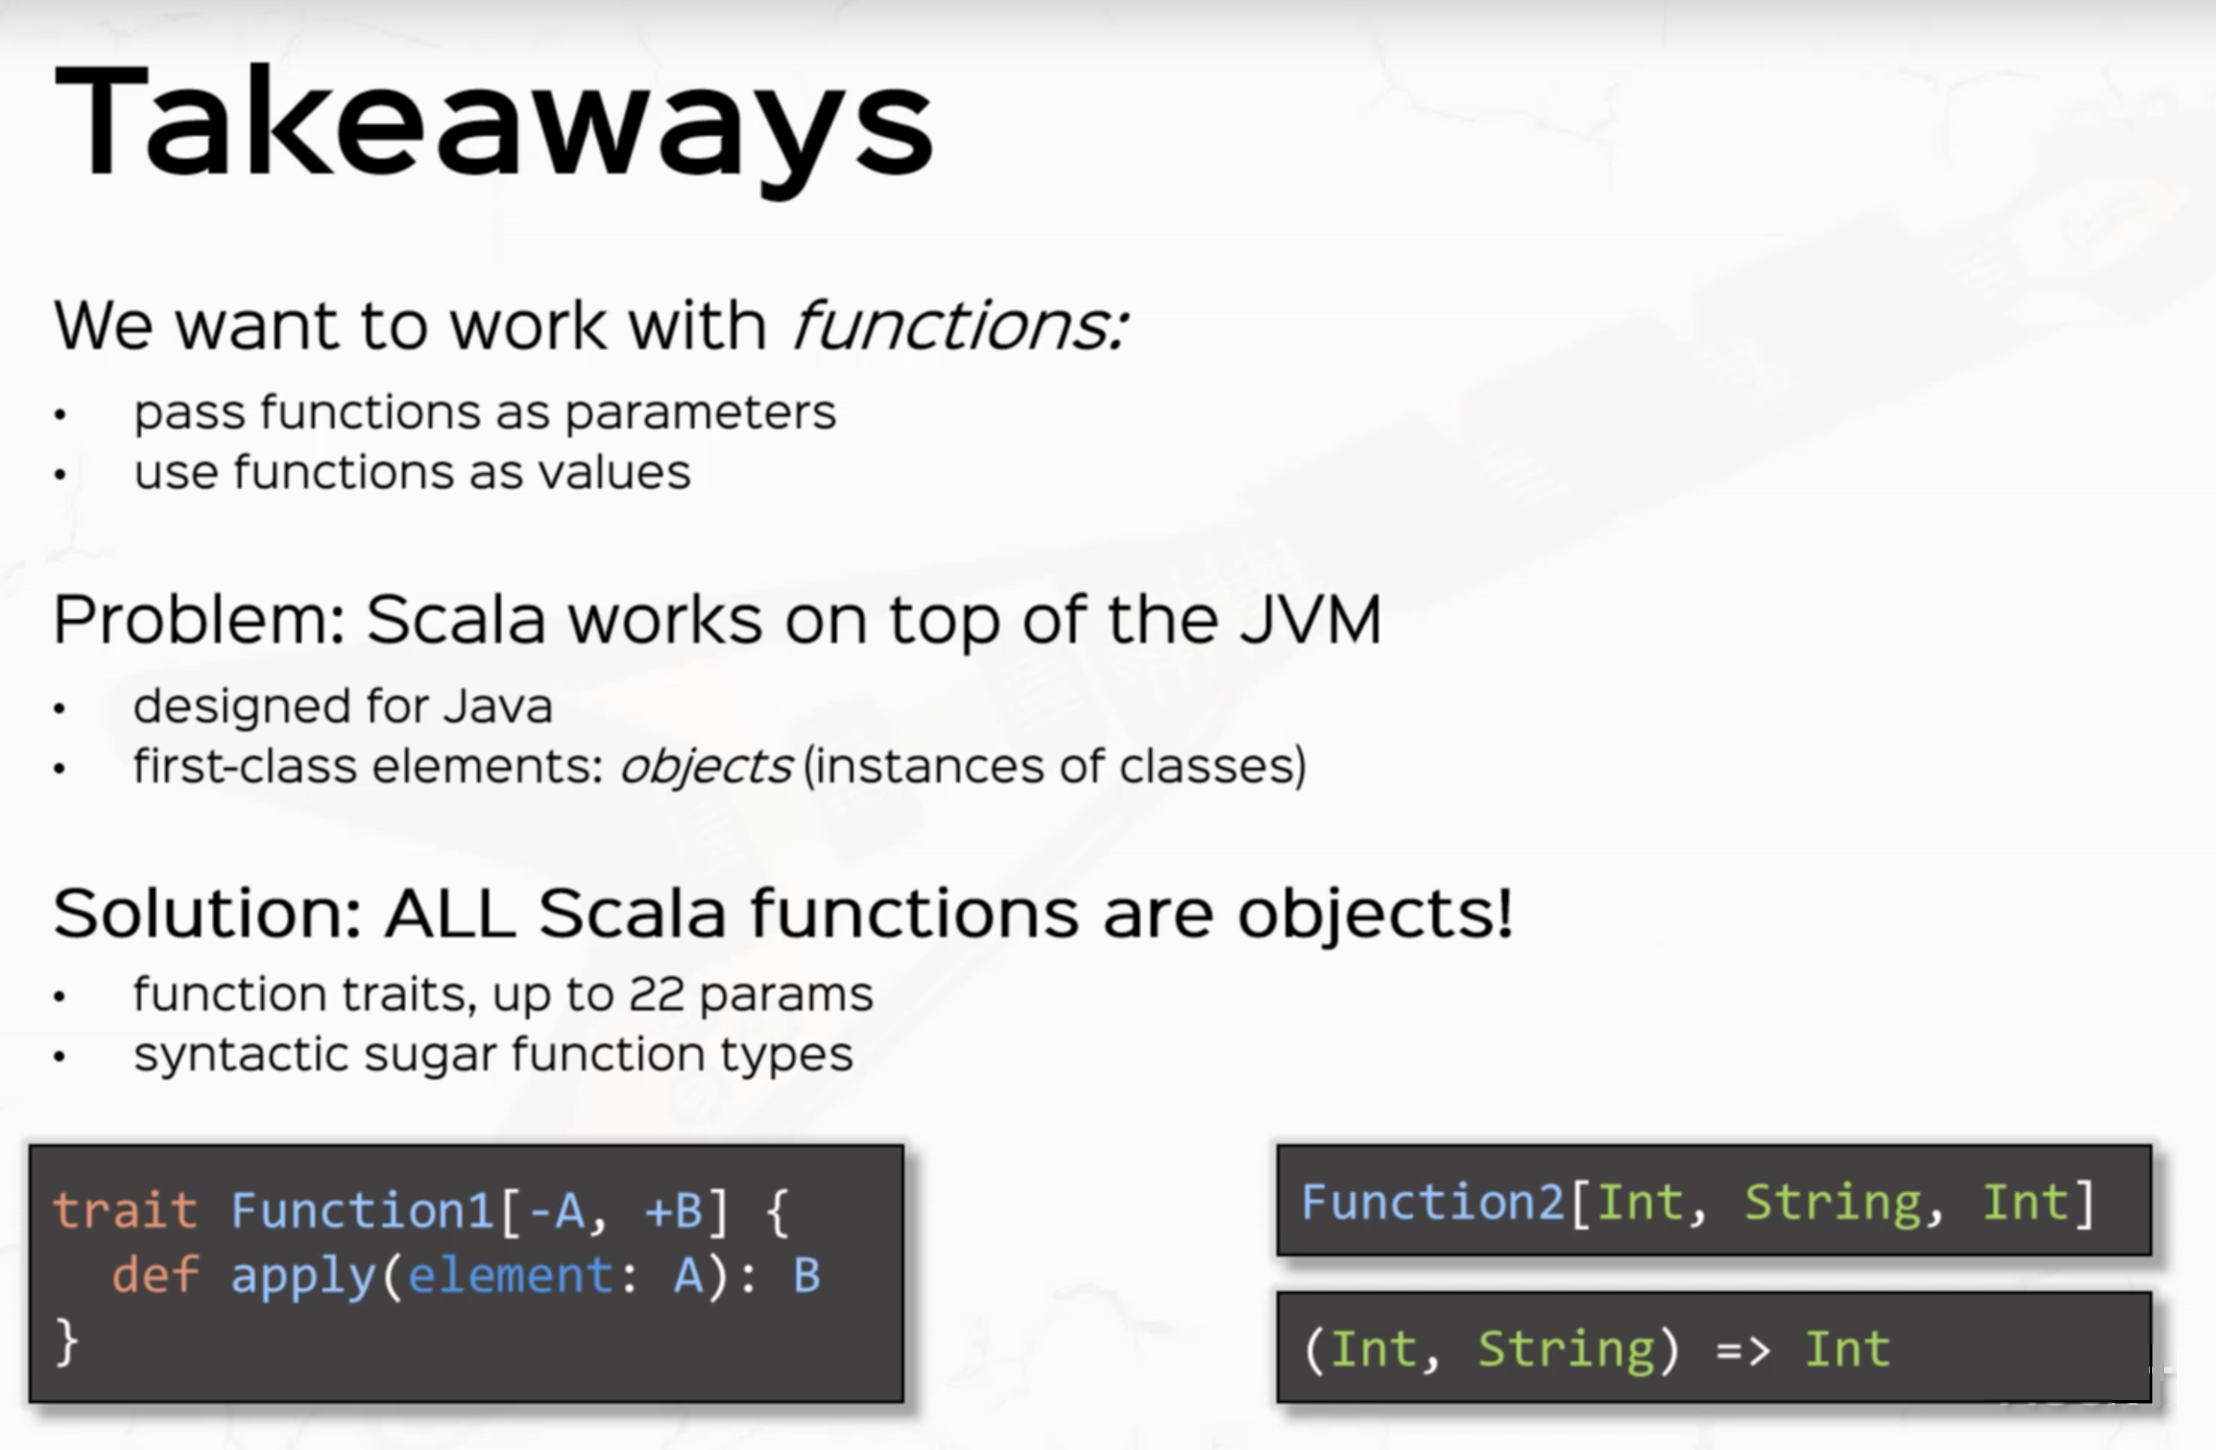 Takeaways
We want to work with functions:
• pass functions as parameters
• use functions as values
Problem: Scala works on top of the JVM
• designed for Java
• first-class elements: objects (instances of classes)
Solution: ALL Scala functions are objects!
• function traits, up to 22 params
• syntactic sugar function types
trait Function1[-A, +B] {
  def apply(element: A): B
}
Function2[Int, String, Int]
(Int, String) => Int